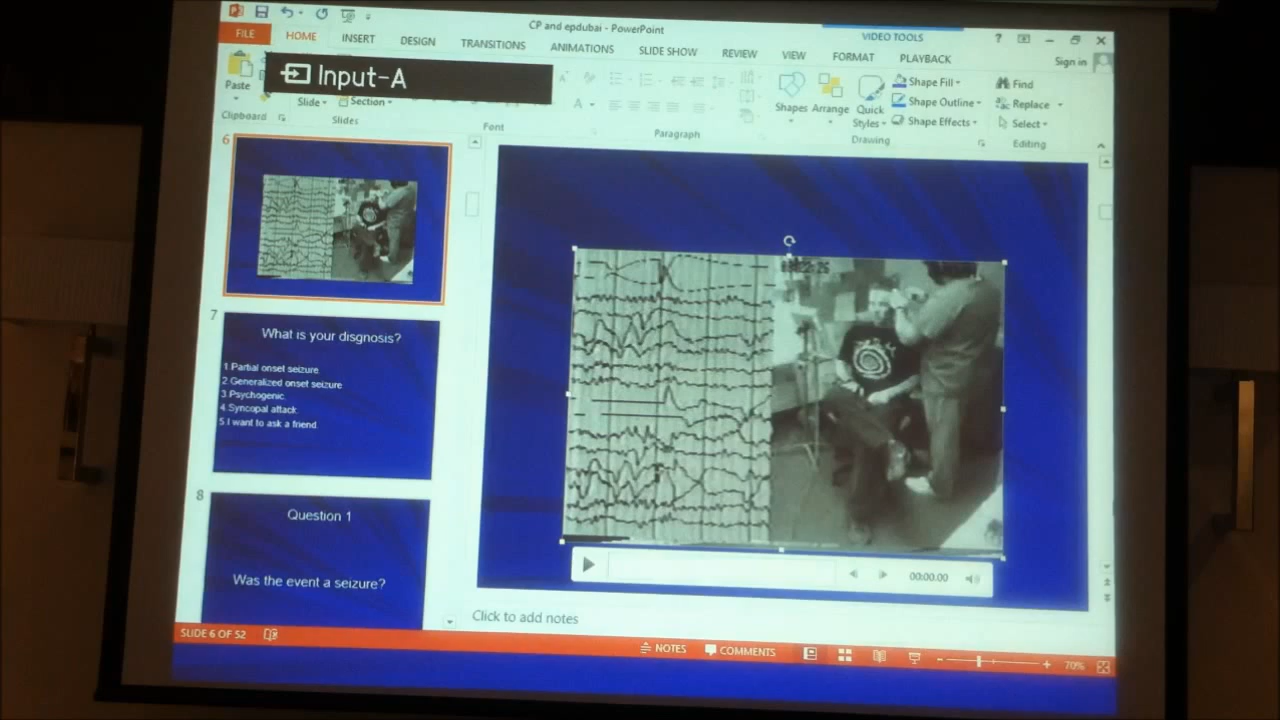 CP and epdubai - PowerPoint
VIDEO TOOLS
FILE
HOME
INSERT
DESIGN
TRANSITIONS
ANIMATIONS
SLIDE SHOW
REVIEW
VIEW
FORMAT
PLAYBACK
Sign in
Input-A
Paste
Slide
Section
Clipboard
Slides
Font
Paragraph
Shapes
Arrange
Quick
Styles
Shape Fill
Shape Outline
Shape Effects
Drawing
Find
Replace
Select
Editing
6
7
What is your disgnosis?
1.Partial onset seizure
2.Generalized onset seizure
3.Psychogenic.
4.Syncopal attack.
5.I want to ask a friend.
8
Question 1
Was the event a seizure?
00:00.00
Click to add notes
SLIDE 6 OF 52
NOTES
COMMENTS
70%